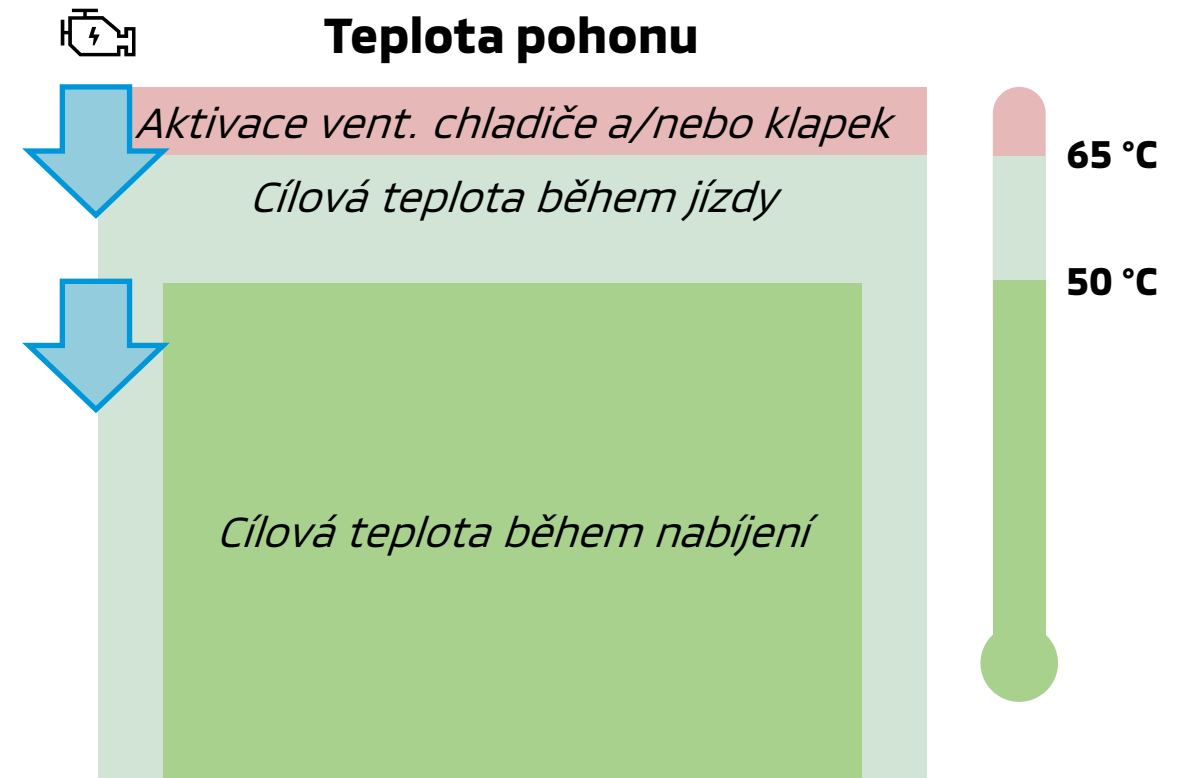 Teplota pohonu
Aktivace vent. chladiče a/nebo klapek
65 °C
Cílová teplota během jízdy
50 °C
Cílová teplota během nabíjení